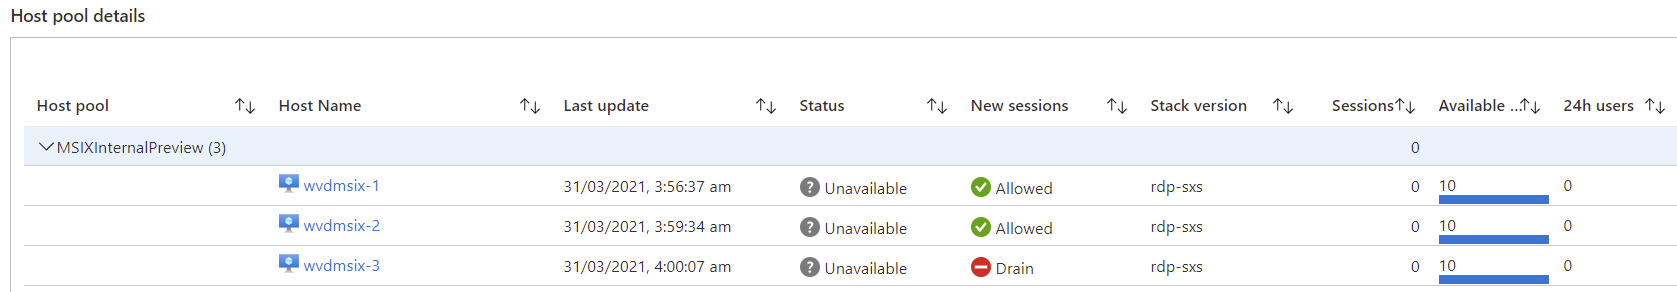 Host pool details
Host pool Host Name Last update Status New sessions Stack version Sessions Available ... 24h users
MSIXInternalPreview (3) 0
wvdmsix-1 31/03/2021, 3:56:37 am Unavailable Allowed rdp-sxs 0 10 0
wvdmsix-2 31/03/2021, 3:59:34 am Unavailable Allowed rdp-sxs 0 10 0
wvdmsix-3 31/03/2021, 4:00:07 am Unavailable Drain rdp-sxs 0 10 0